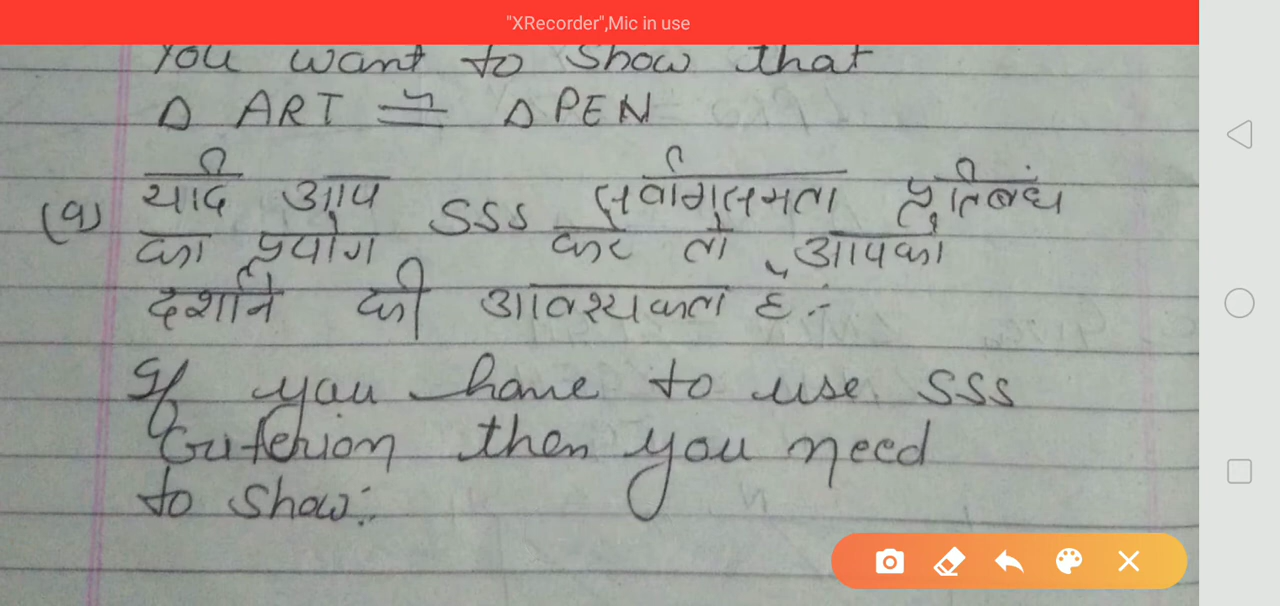 "XRecorder",Mic in use
You want to show that
Δ ART ≅ Δ PEN
(a) यदि आप SSS सर्वांगसमता प्रतिबंध
का प्रयोग करें तो, आपको
दर्शाने की आवश्यकता है :-
If you have to use SSS
Criterion then you need
to show:-